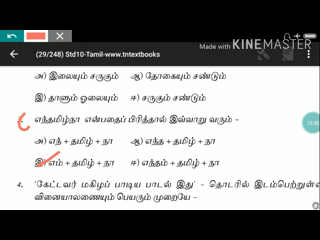 Made with
KINEMASTER
(29/248) Std10-Tamil-www.tntextbooks
அ) இலையும் சருகும் ஆ) தோகையும் சண்டும்
இ) தாளும் ஓலையும் ஈ) சருகும் சண்டும்
எந்தமிழ்நா என்பதைப் பிரித்தால் இவ்வாறு வரும் –
அ) எந் + தமிழ் + நா ஆ) எந்த + தமிழ் + நா
இ) எம் + தமிழ் + நா ஈ) எந்தம் + தமிழ் + நா
4. 'கேட்டவர் மகிழப் பாடிய பாடல் இது' – தொடரில் இடம்பெற்றுள்ள
வினையாலணையும் பெயரும் முறையே –